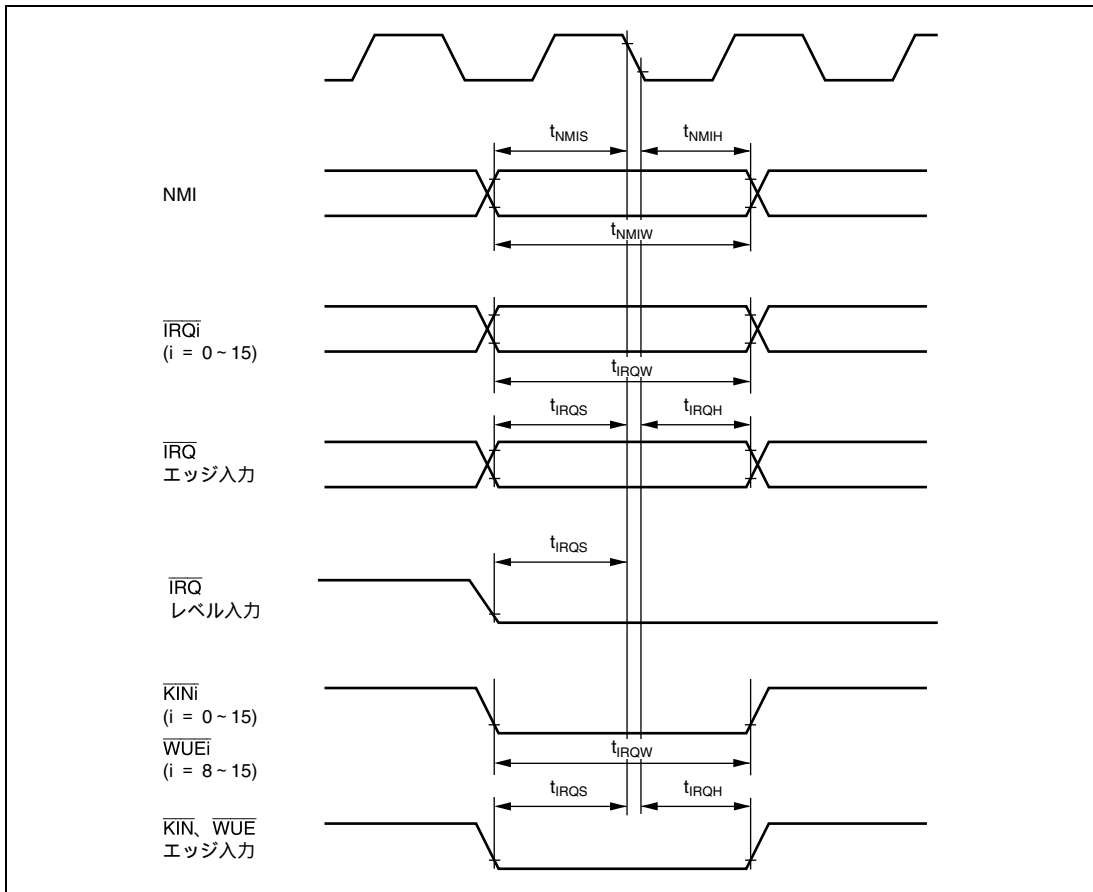 tNMIS tNMIH
NMI
tNMIW
IRQi
(i = 0~15)
tIRQW
tIRQS tIRQH
IRQ
エッジ入力
tIRQS
IRQ
レベル入力
KINi
(i = 0~15)
WUEi
(i = 8~15)
tIRQW
tIRQS tIRQH
KIN、WUE
エッジ入力